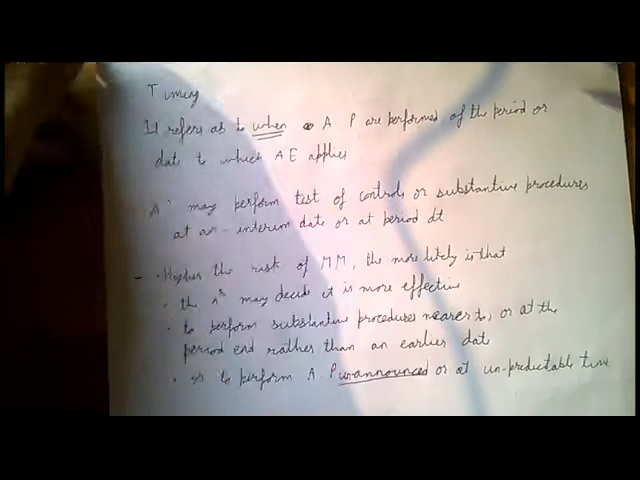 Timing
It refers as to when A. P are performed of the period or
date to which A E applies
Ar may perform test of controls or substantive procedures
at an interim date or at period dt
- . Higher the risk of MM, the more likely is that
. the Ar may decide it is more effective
. to perform substantive procedures nearer to, or at the
period end rather than an earlier date
. or to perform A. P unannounced or at un-predictable time